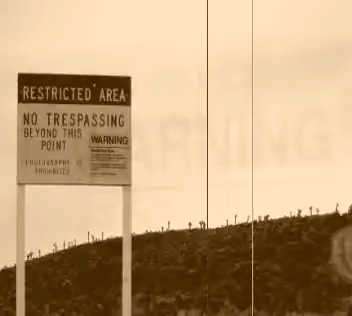 RESTRICTED AREA
NO TRESPASSING
BEYOND THIS
POINT
WARNING
PHOTOGRAPHY IS
PROHIBITED
WARNING